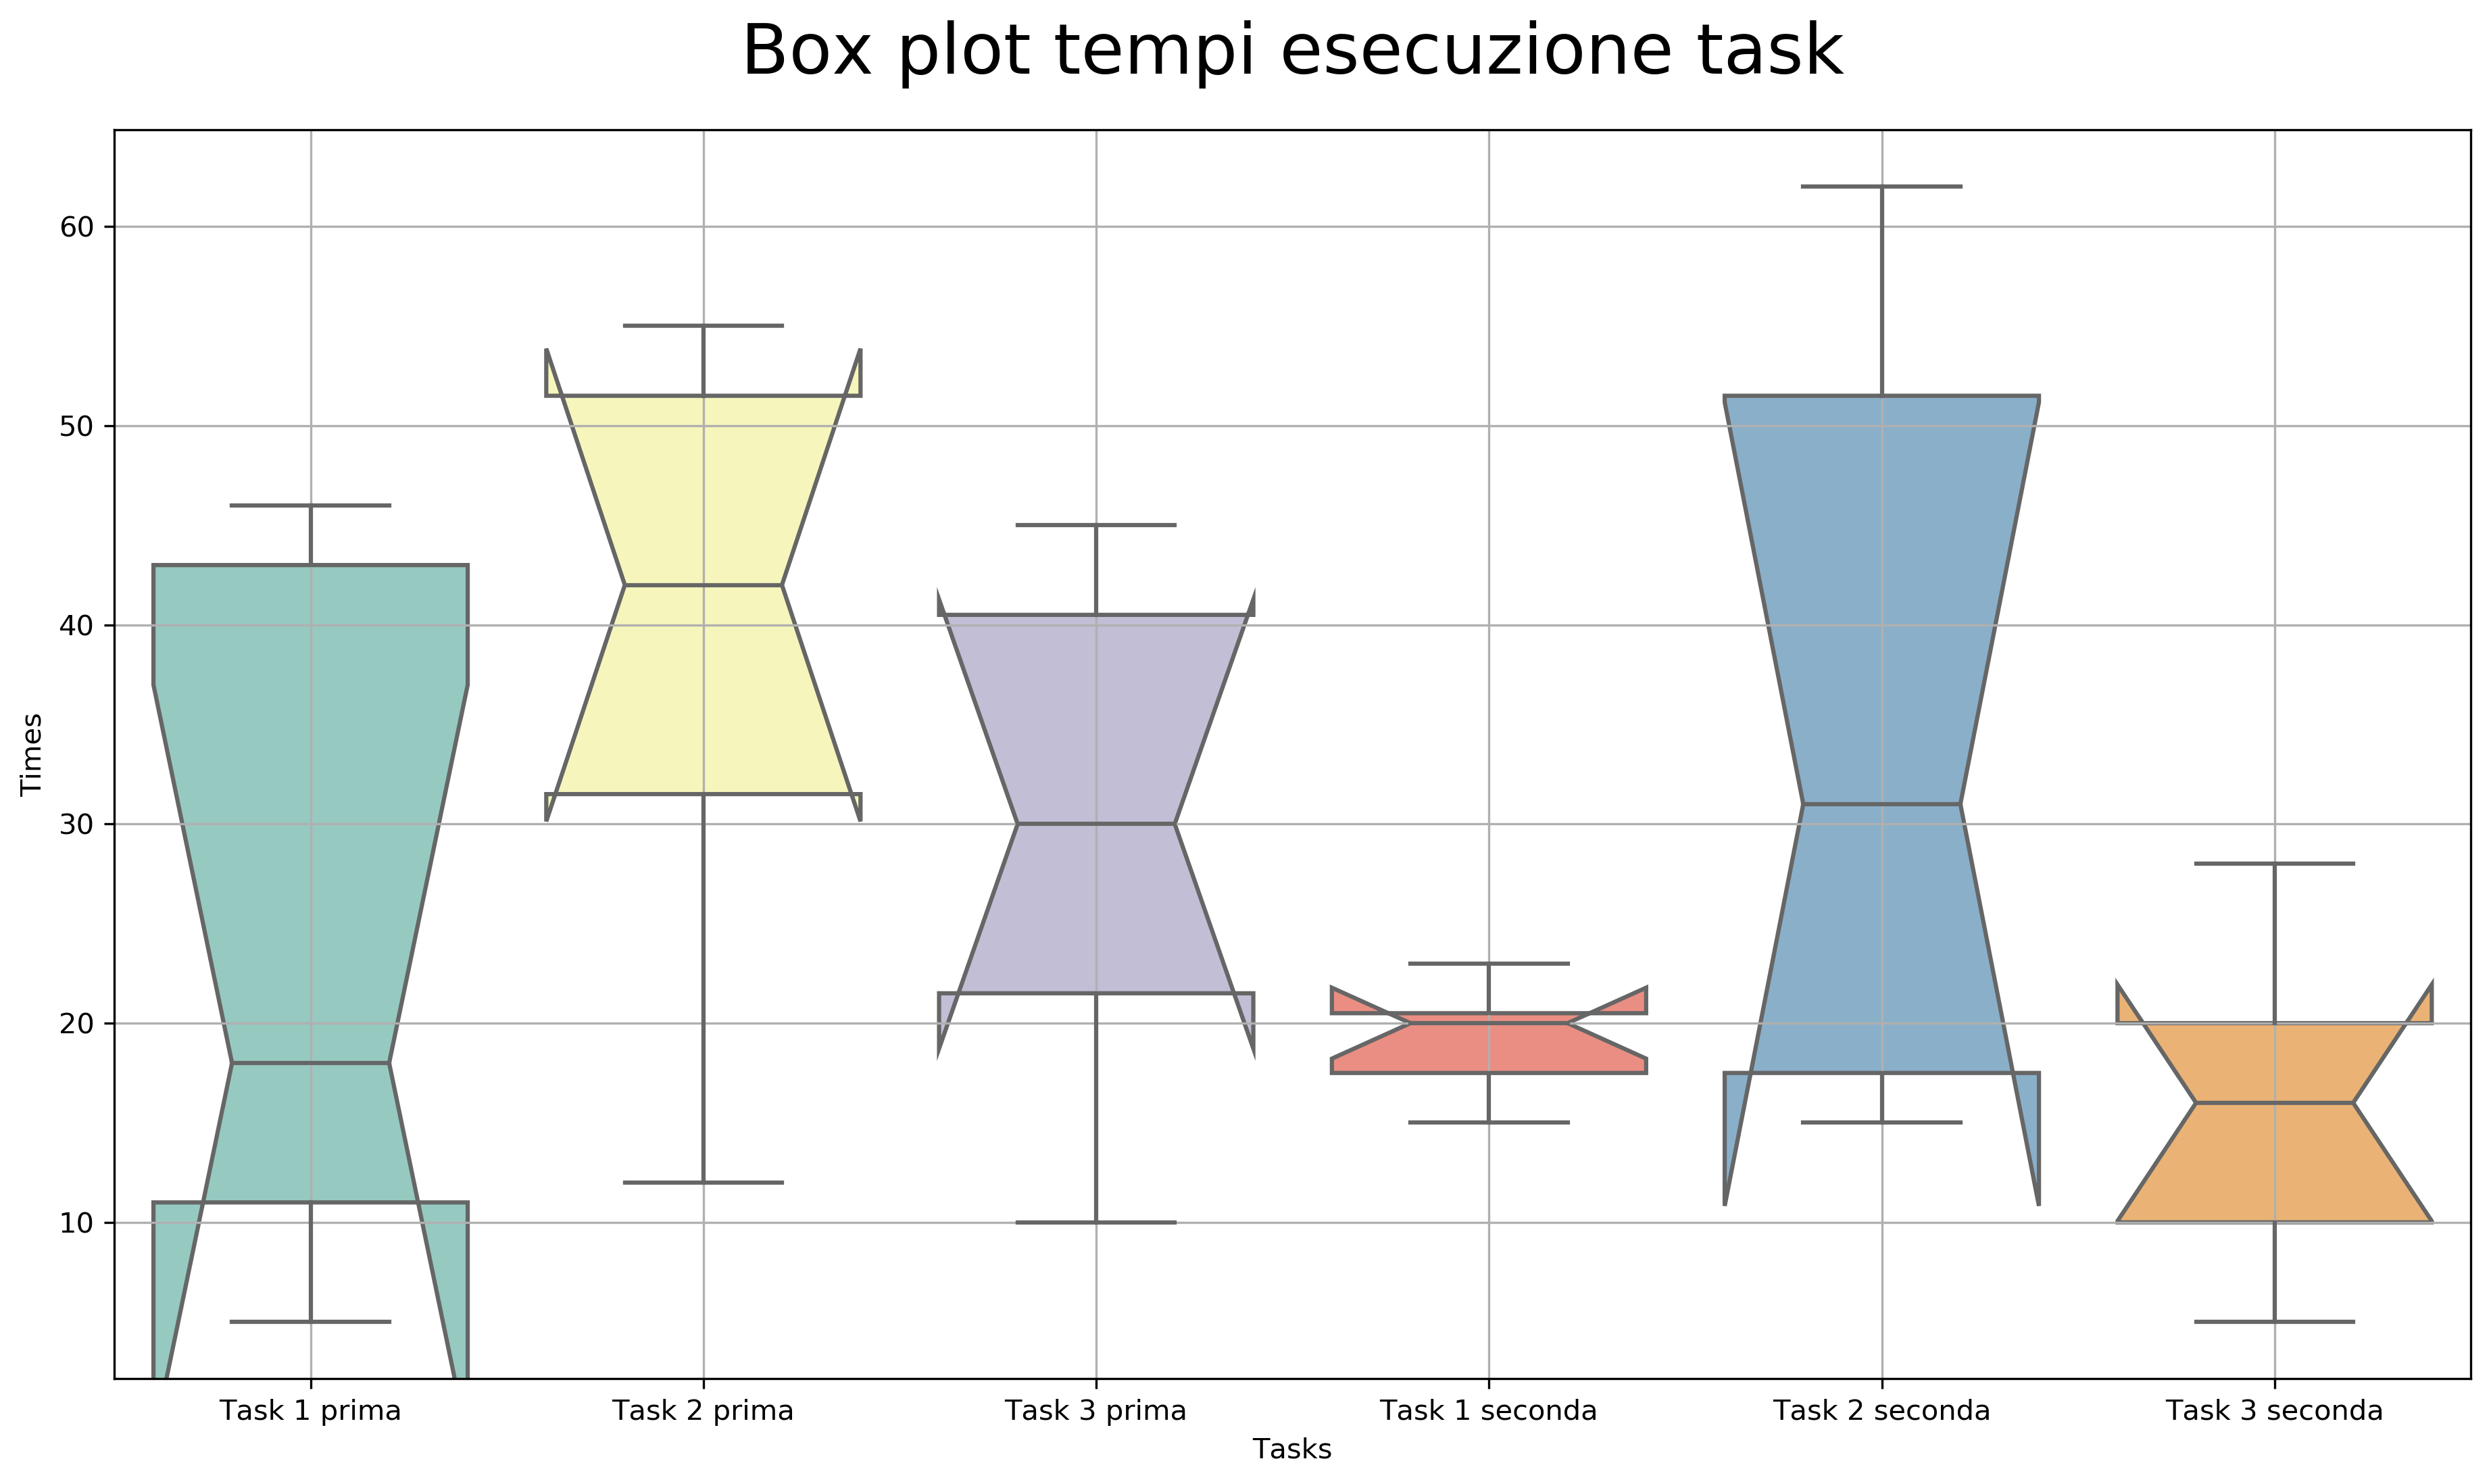 Box plot tempi esecuzione task
60
50
40
30
20
10
Times
Task 1 prima
Task 2 prima
Task 3 prima
Task 1 seconda
Task 2 seconda
Task 3 seconda
Tasks